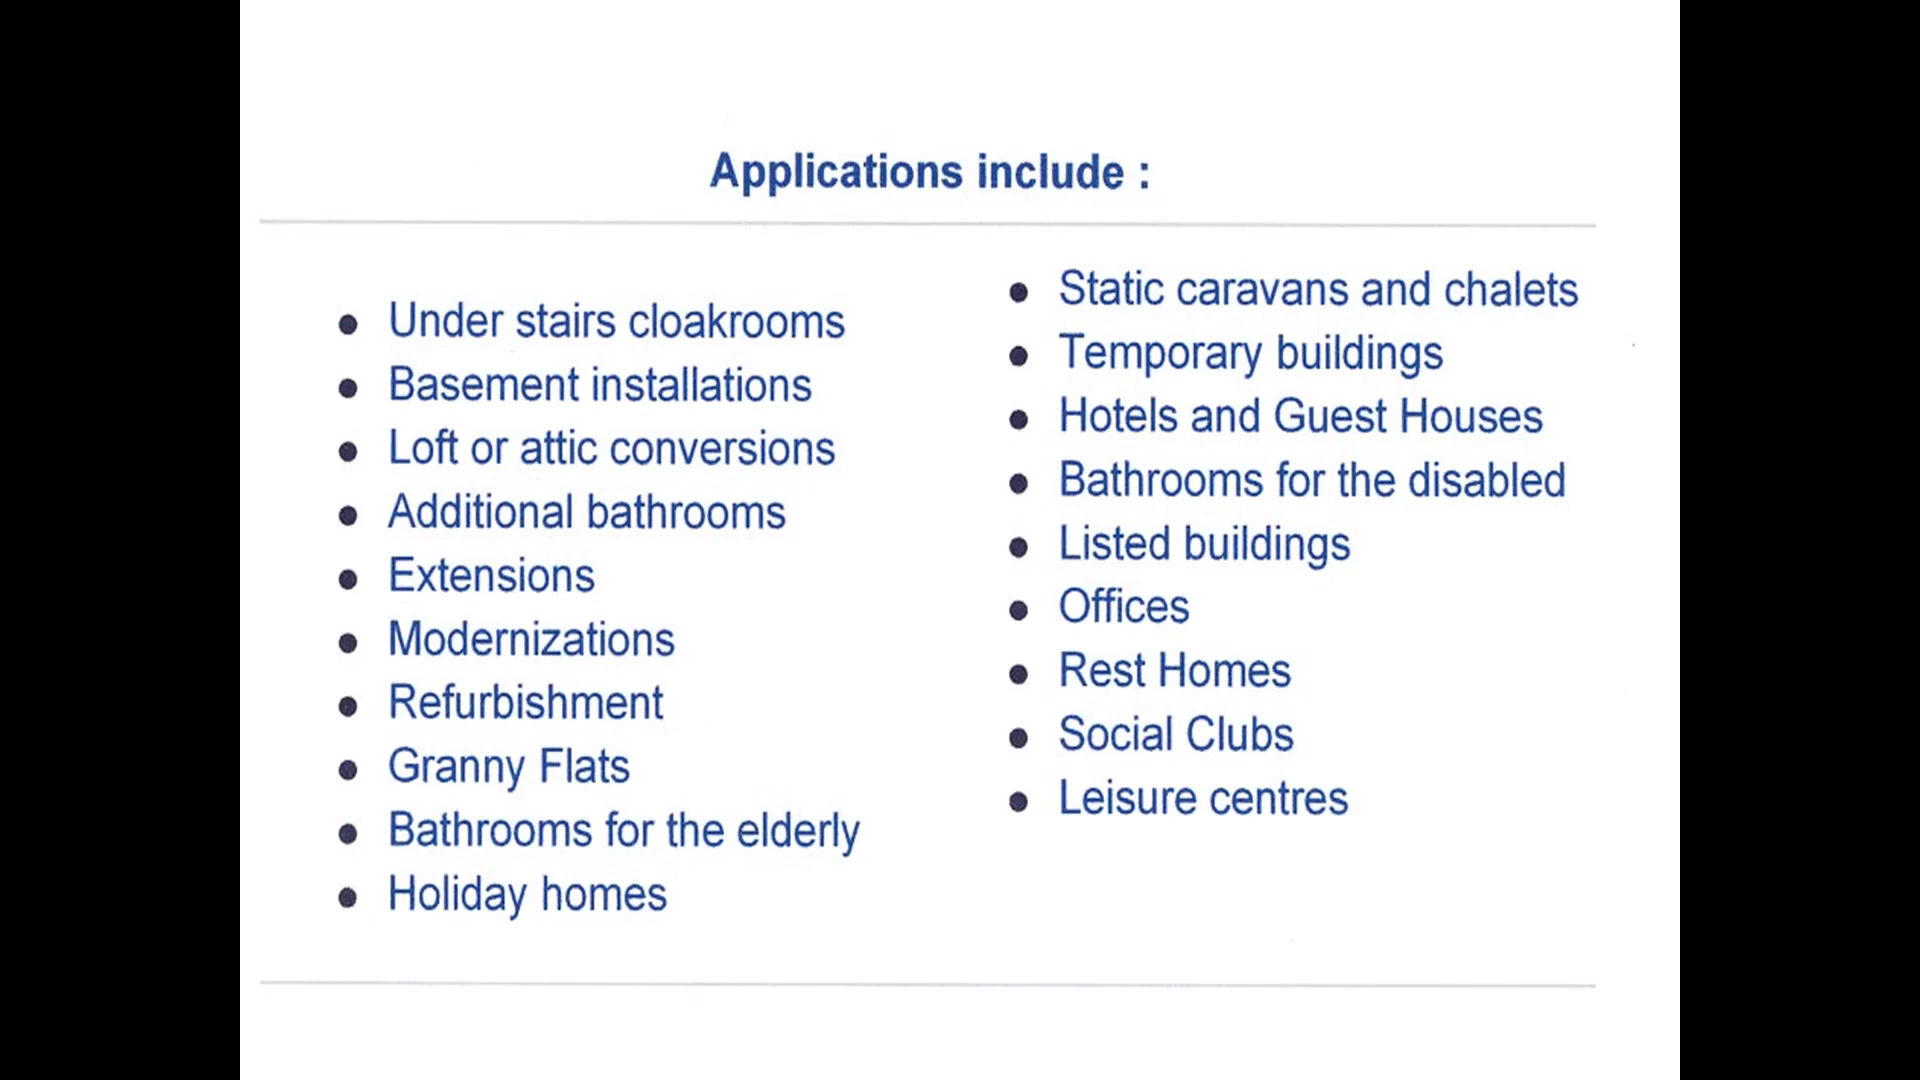 Applications include :
• Under stairs cloakrooms
• Basement installations
• Loft or attic conversions
• Additional bathrooms
• Extensions
• Modernizations
• Refurbishment
• Granny Flats
• Bathrooms for the elderly
• Holiday homes
• Static caravans and chalets
• Temporary buildings
• Hotels and Guest Houses
• Bathrooms for the disabled
• Listed buildings
• Offices
• Rest Homes
• Social Clubs
• Leisure centres